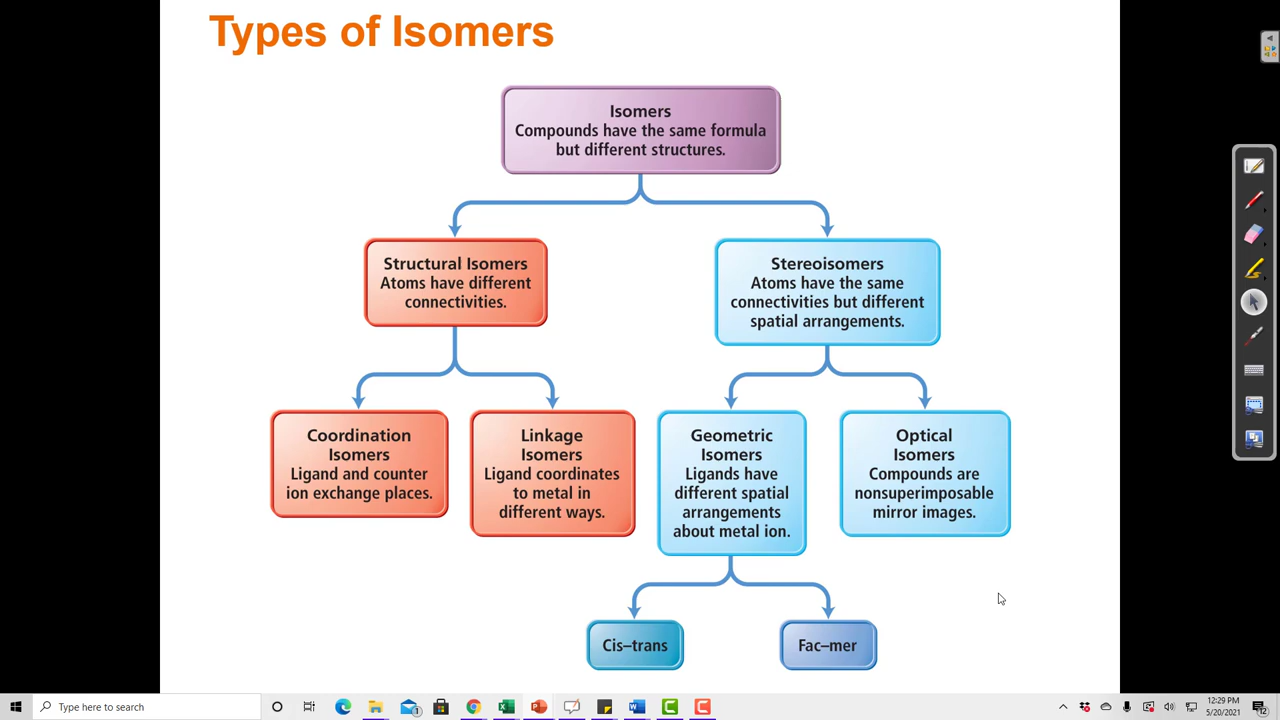 Types of Isomers
Isomers
Compounds have the same formula
but different structures.
Structural Isomers
Atoms have different
connectivities.
Stereoisomers
Atoms have the same
connectivities but different
spatial arrangements.
Coordination
Isomers
Ligand and counter
ion exchange places.
Linkage
Isomers
Ligand coordinates
to metal in
different ways.
Geometric
Isomers
Ligands have
different spatial
arrangements
about metal ion.
Optical
Isomers
Compounds are
nonsuperimposable
mirror images.
Cis–trans
Fac–mer
Type here to search
12:29 PM
5/20/2021